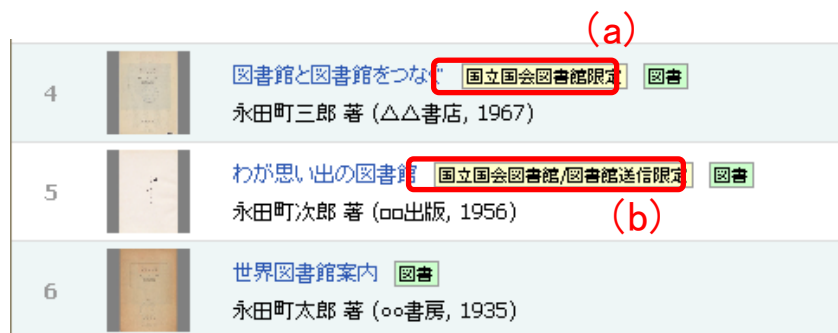 (a)
4
図書館と図書館をつなぐ 国立国会図書館限定 図書
永田町三郎 著 (△△書店, 1967)
5
わが思い出の図書館 国立国会図書館/図書館送信限定 図書
永田町次郎 著 (□□出版, 1956)
(b)
6
世界図書館案内 図書
永田町太郎 著 (○○書房, 1935)